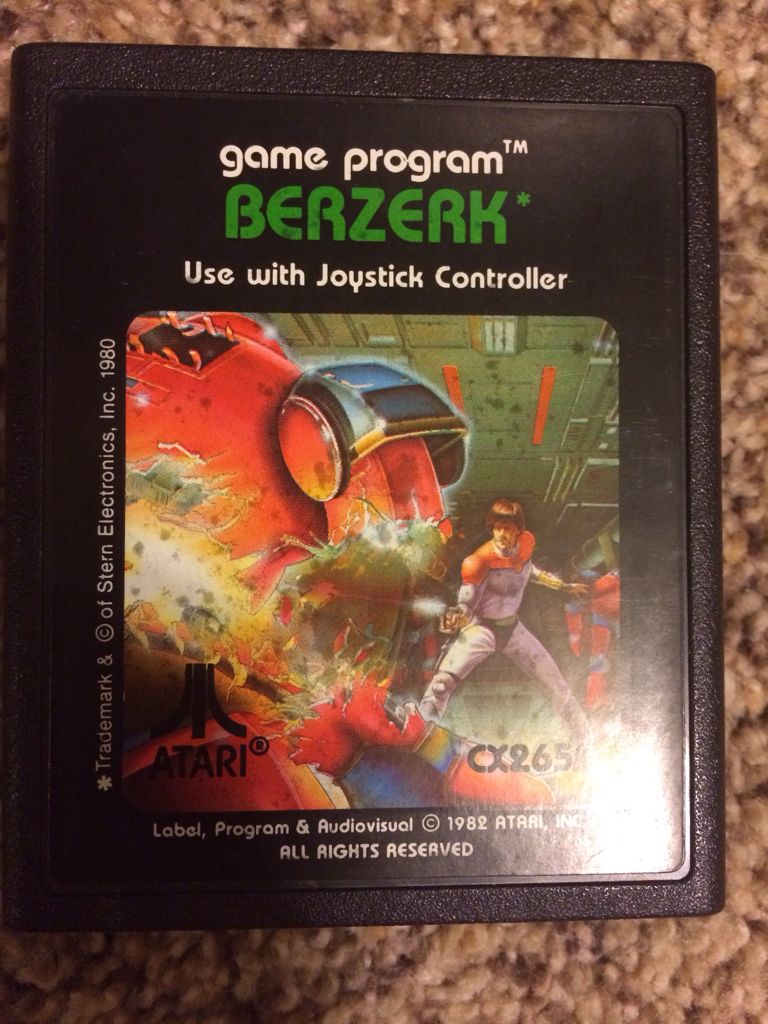 game program™
BERZERK*
Use with Joystick Controller
*Trademark & © of Stern Electronics, Inc. 1980
ATARI®
CX265
Label, Program & Audiovisual © 1982 ATARI, INC
ALL RIGHTS RESERVED